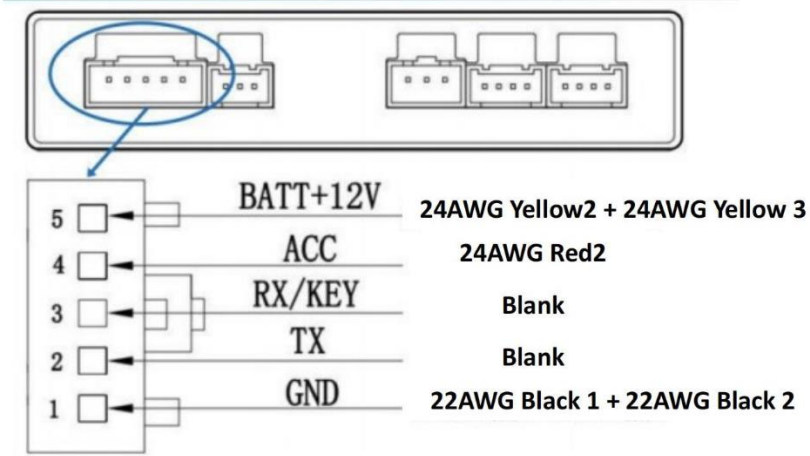 5 BATT+12V 24AWG Yellow2 + 24AWG Yellow 3
4 ACC 24AWG Red2
3 RX/KEY Blank
2 TX Blank
1 GND 22AWG Black 1 + 22AWG Black 2